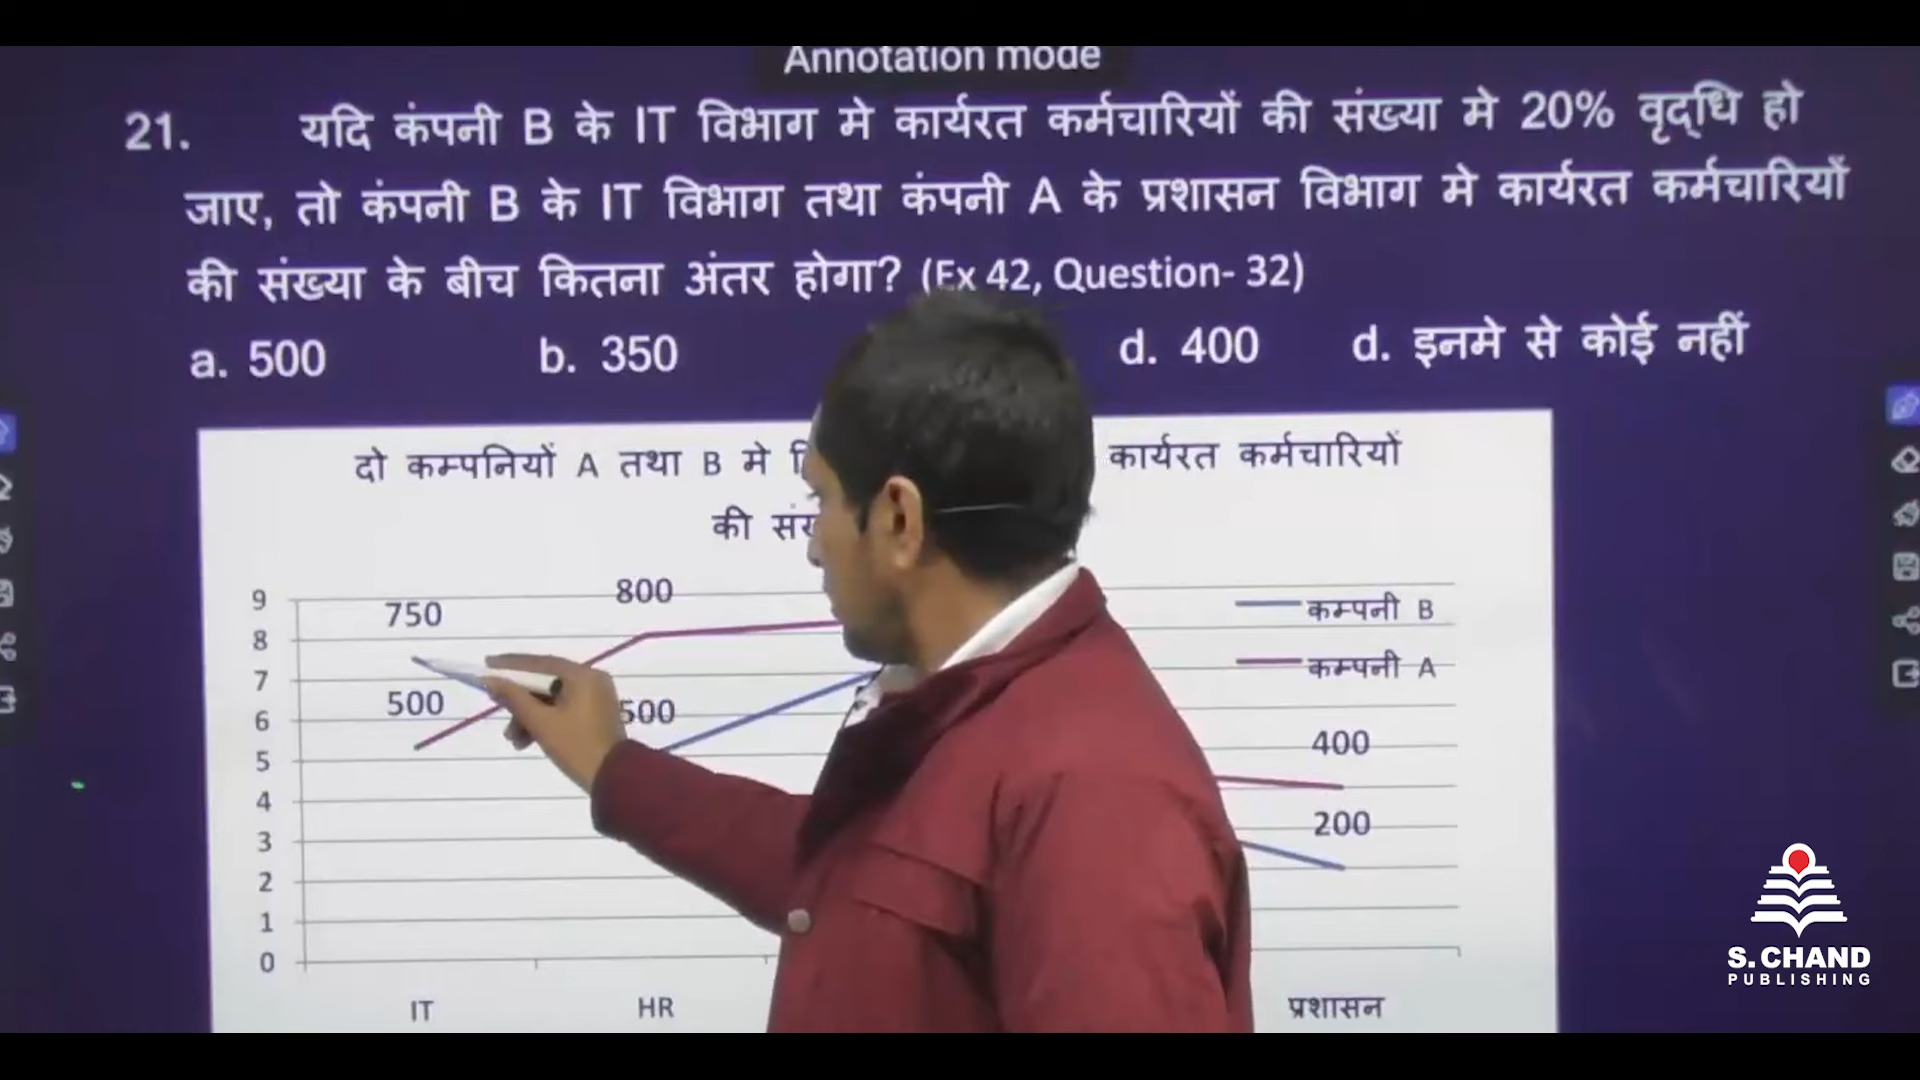 Annotation mode
21. यदि कंपनी B के IT विभाग मे कार्यरत कर्मचारियों की संख्या मे 20% वृद्धि हो
जाए, तो कंपनी B के IT विभाग तथा कंपनी A के प्रशासन विभाग मे कार्यरत कर्मचारियों
की संख्या के बीच कितना अंतर होगा? (Ex 42, Question- 32)
a. 500 b. 350 d. 400 d. इनमे से कोई नहीं
दो कम्पनियों A तथा B मे कार्यरत कर्मचारियों
की
9
8
7
6
5
4
3
2
1
0
750
800
500
500
400
200
कम्पनी B
कम्पनी A
IT HR प्रशासन
S. CHAND
PUBLISHING